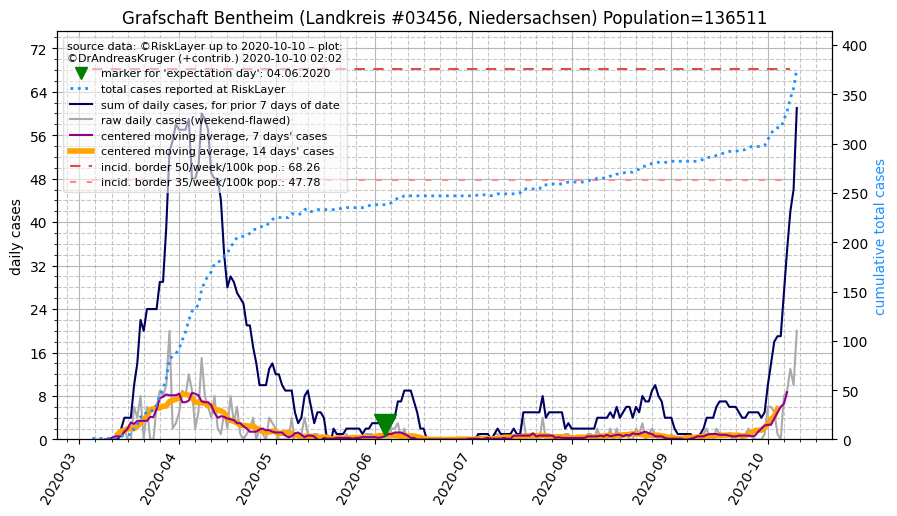 Grafschaft Bentheim (Landkreis #03456, Niedersachsen) Population=136511
source data: ©RiskLayer up to 2020-10-10 – plot:
©DrAndreasKruger (+contrib.) 2020-10-10 02:02
marker for 'expectation day': 04.06.2020
total cases reported at RiskLayer
sum of daily cases, for prior 7 days of date
raw daily cases (weekend-flawed)
centered moving average, 7 days' cases
centered moving average, 14 days' cases
incid. border 50/week/100k pop.: 68.26
incid. border 35/week/100k pop.: 47.78
daily cases
72
64
56
48
40
32
24
16
8
0
cumulative total cases
400
350
300
250
200
150
100
50
0
2020-03
2020-04
2020-05
2020-06
2020-07
2020-08
2020-09
2020-10